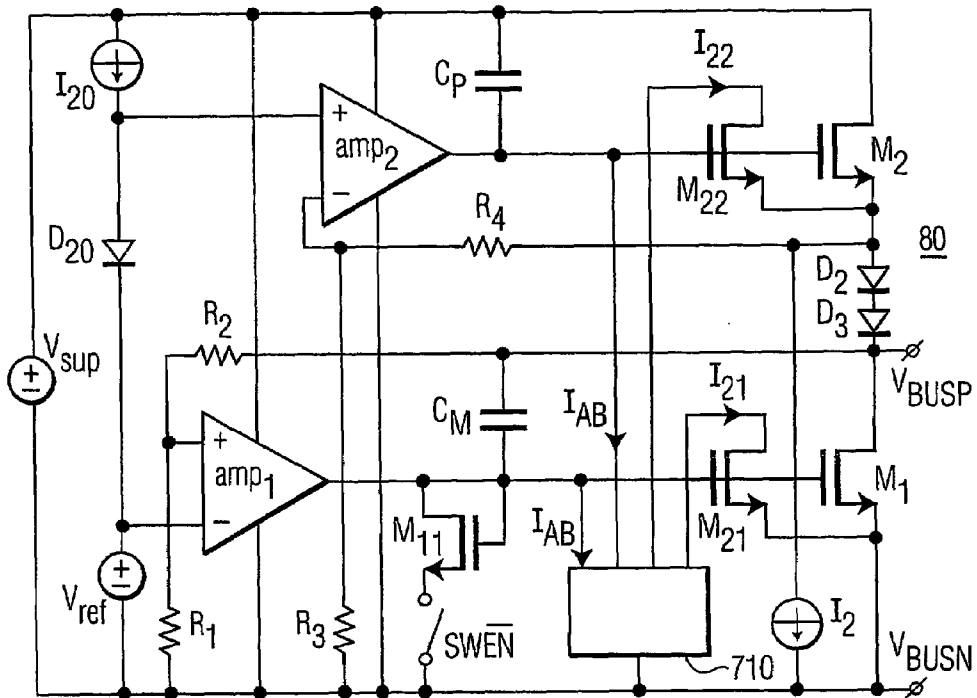 I22
I20
CP
+
amp2
−
M22
M2
R4
80
D20
D2
D3
R2
Vsup
VBUSP
I21
CM
IAB
+
amp1
−
M1
M11
IAB
M21
Vref
R1
R3
SWEN̅
I2
VBUSN
710